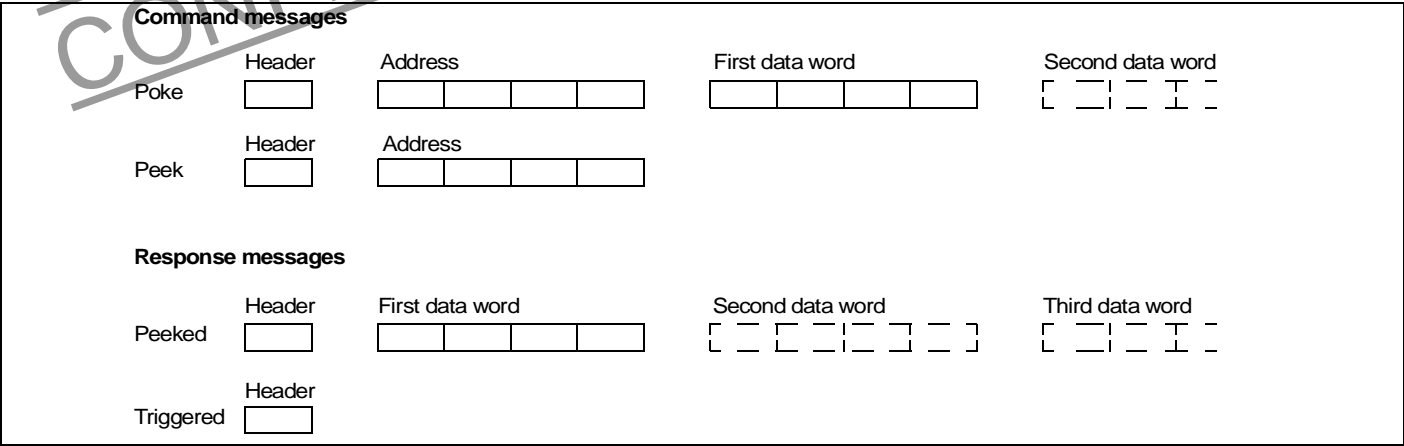 Command messages
Header Address First data word Second data word
Poke
Header Address
Peek
Response messages
Header First data word Second data word Third data word
Peeked
Header
Triggered